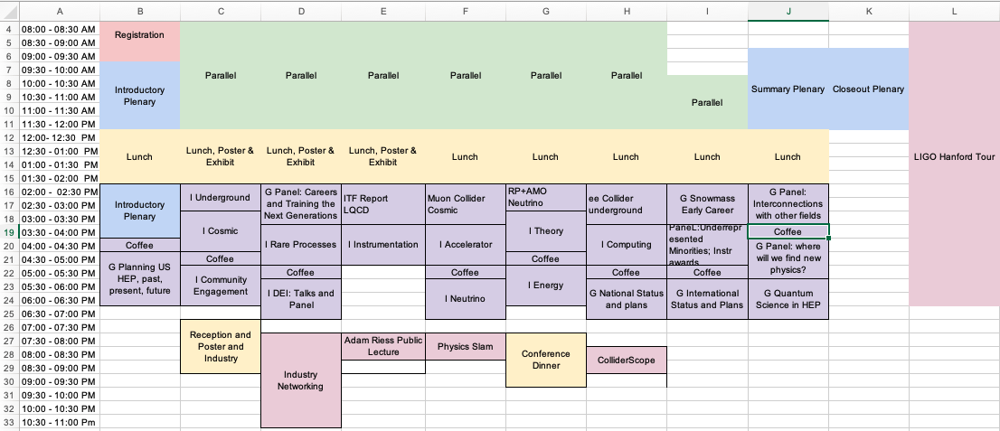 A B C D E F G H I J K L
4 08:00 - 08:30 AM
5 08:30 - 09:00 AM
6 09:00 - 09:30 AM
7 09:30 - 10:00 AM
8 10:00 - 10:30 AM
9 10:30 - 11:00 AM
10 11:00 - 11:30 AM
11 11:30 - 12:00 PM
12 12:00- 12:30 PM
13 12:30 - 01:00 PM
14 01:00 - 01:30 PM
15 01:30 - 02:00 PM
16 02:00 - 02:30 PM
17 02:30 - 03:00 PM
18 03:00 - 03:30 PM
19 03:30 - 04:00 PM
20 04:00 - 04:30 PM
21 04:30 - 05:00 PM
22 05:00 - 05:30 PM
23 05:30 - 06:00 PM
24 06:00 - 06:30 PM
25 06:30 - 07:00 PM
26 07:00 - 07:30 PM
27 07:30 - 08:00 PM
28 08:00 - 08:30 PM
29 08:30 - 09:00 PM
30 09:00 - 09:30 PM
31 09:30 - 10:00 PM
32 10:00 - 10:30 PM
33 10:30 - 11:00 Pm
Registration
Introductory
Plenary
Lunch
Introductory
Plenary
Coffee
G Planning US
HEP, past,
present, future
Parallel
Lunch, Poster &
Exhibit
I Underground
I Cosmic
Coffee
I Community
Engagement
Reception and
Poster and
Industry
Parallel
Lunch, Poster &
Exhibit
G Panel: Careers
and Training the
Next Generations
I Rare Processes
Coffee
I DEI: Talks and
Panel
Industry
Networking
Parallel
Lunch, Poster &
Exhibit
ITF Report
LQCD
I Instrumentation
Adam Riess Public
Lecture
Parallel
Lunch
Muon Collider
Cosmic
I Accelerator
Coffee
I Neutrino
Physics Slam
Parallel
Lunch
RP+AMO
Neutrino
I Theory
Coffee
I Energy
Conference
Dinner
Parallel
Lunch
ee Collider
underground
I Computing
Coffee
G National Status
and plans
ColliderScope
Parallel
Lunch
G Snowmass
Early Career
PaneL:Underrepr
esented
Minorities; Instr
awards
Coffee
G International
Status and Plans
Summary Plenary
Lunch
G Panel:
Interconnections
with other fields
Coffee
G Panel: where
will we find new
physics?
G Quantum
Science in HEP
Closeout Plenary
LIGO Hanford Tour